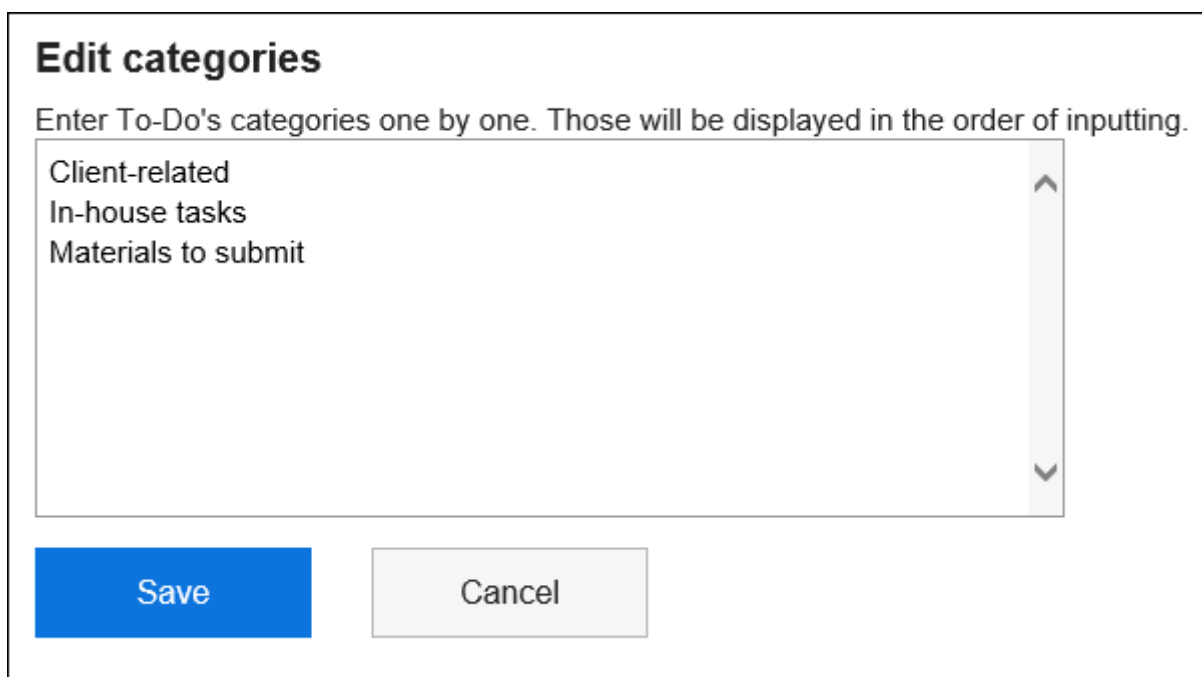 Edit categories
Enter To-Do's categories one by one. Those will be displayed in the order of inputting.
Client-related
In-house tasks
Materials to submit
Save
Cancel